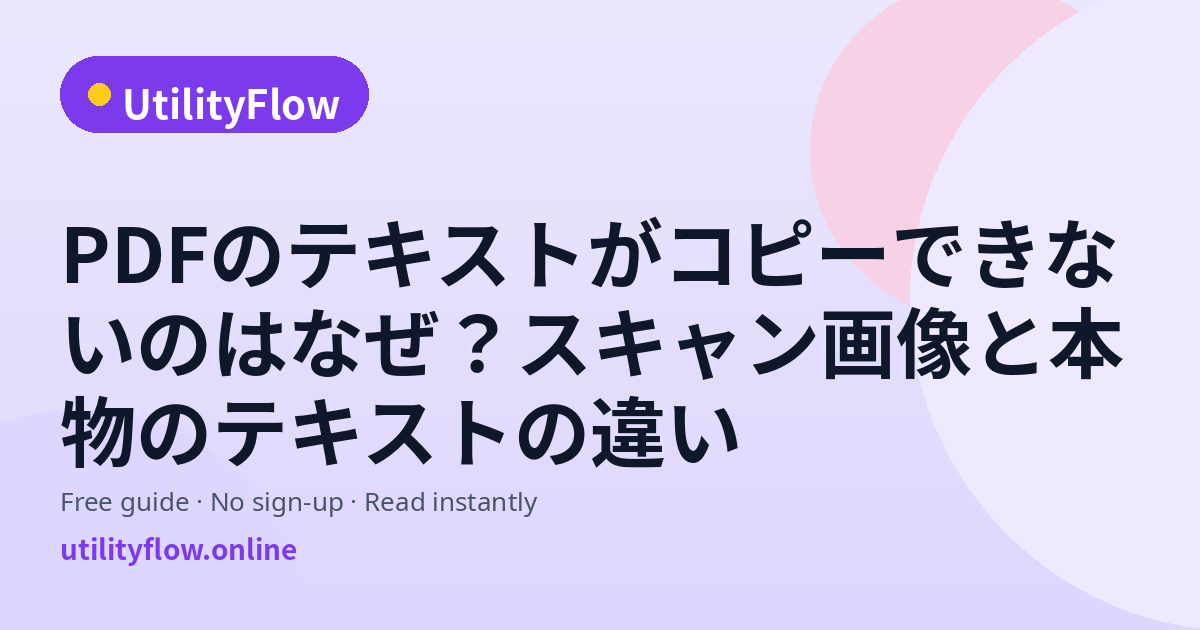 UtilityFlow
PDFのテキストがコピーできな
いのはなぜ？スキャン画像と本
物のテキストの違い
Free guide · No sign-up · Read instantly
utilityflow.online